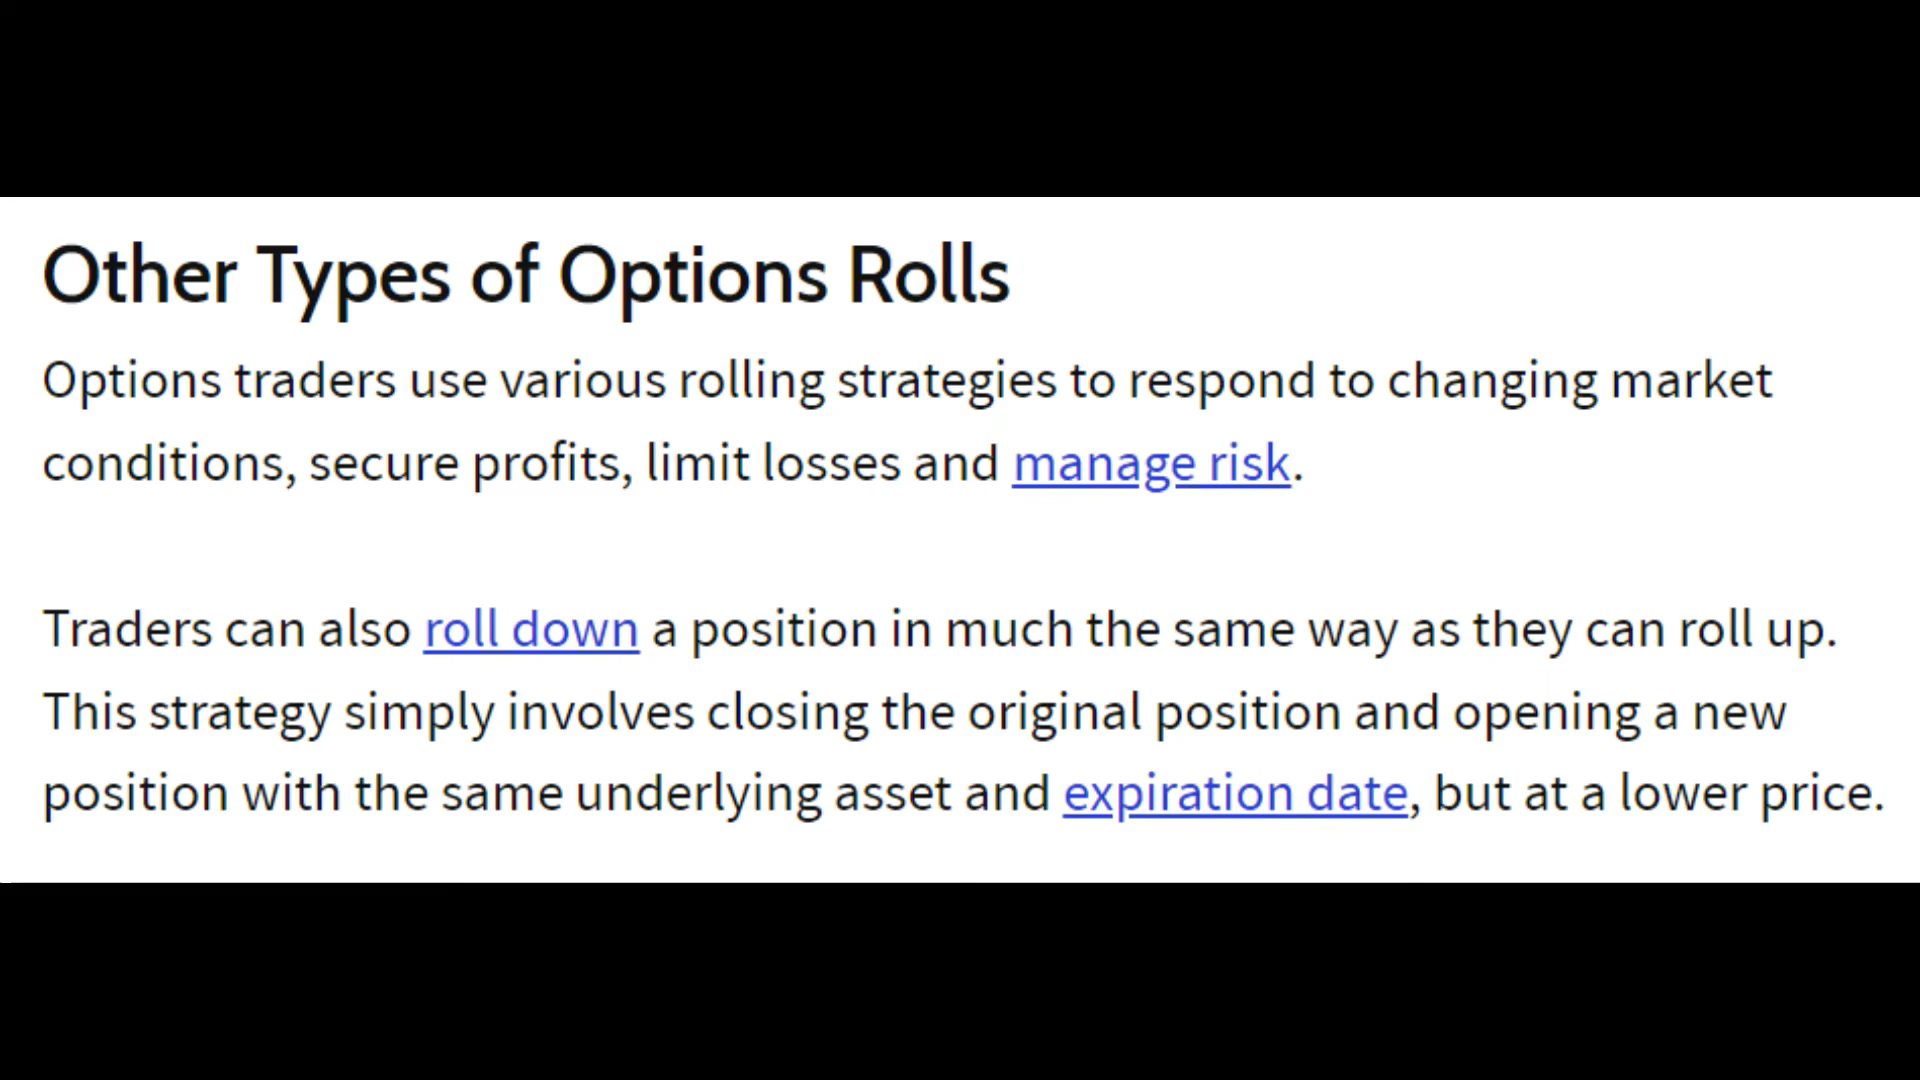 Other Types of Options Rolls
Options traders use various rolling strategies to respond to changing market
conditions, secure profits, limit losses and manage risk.
Traders can also roll down a position in much the same way as they can roll up.
This strategy simply involves closing the original position and opening a new
position with the same underlying asset and expiration date, but at a lower price.